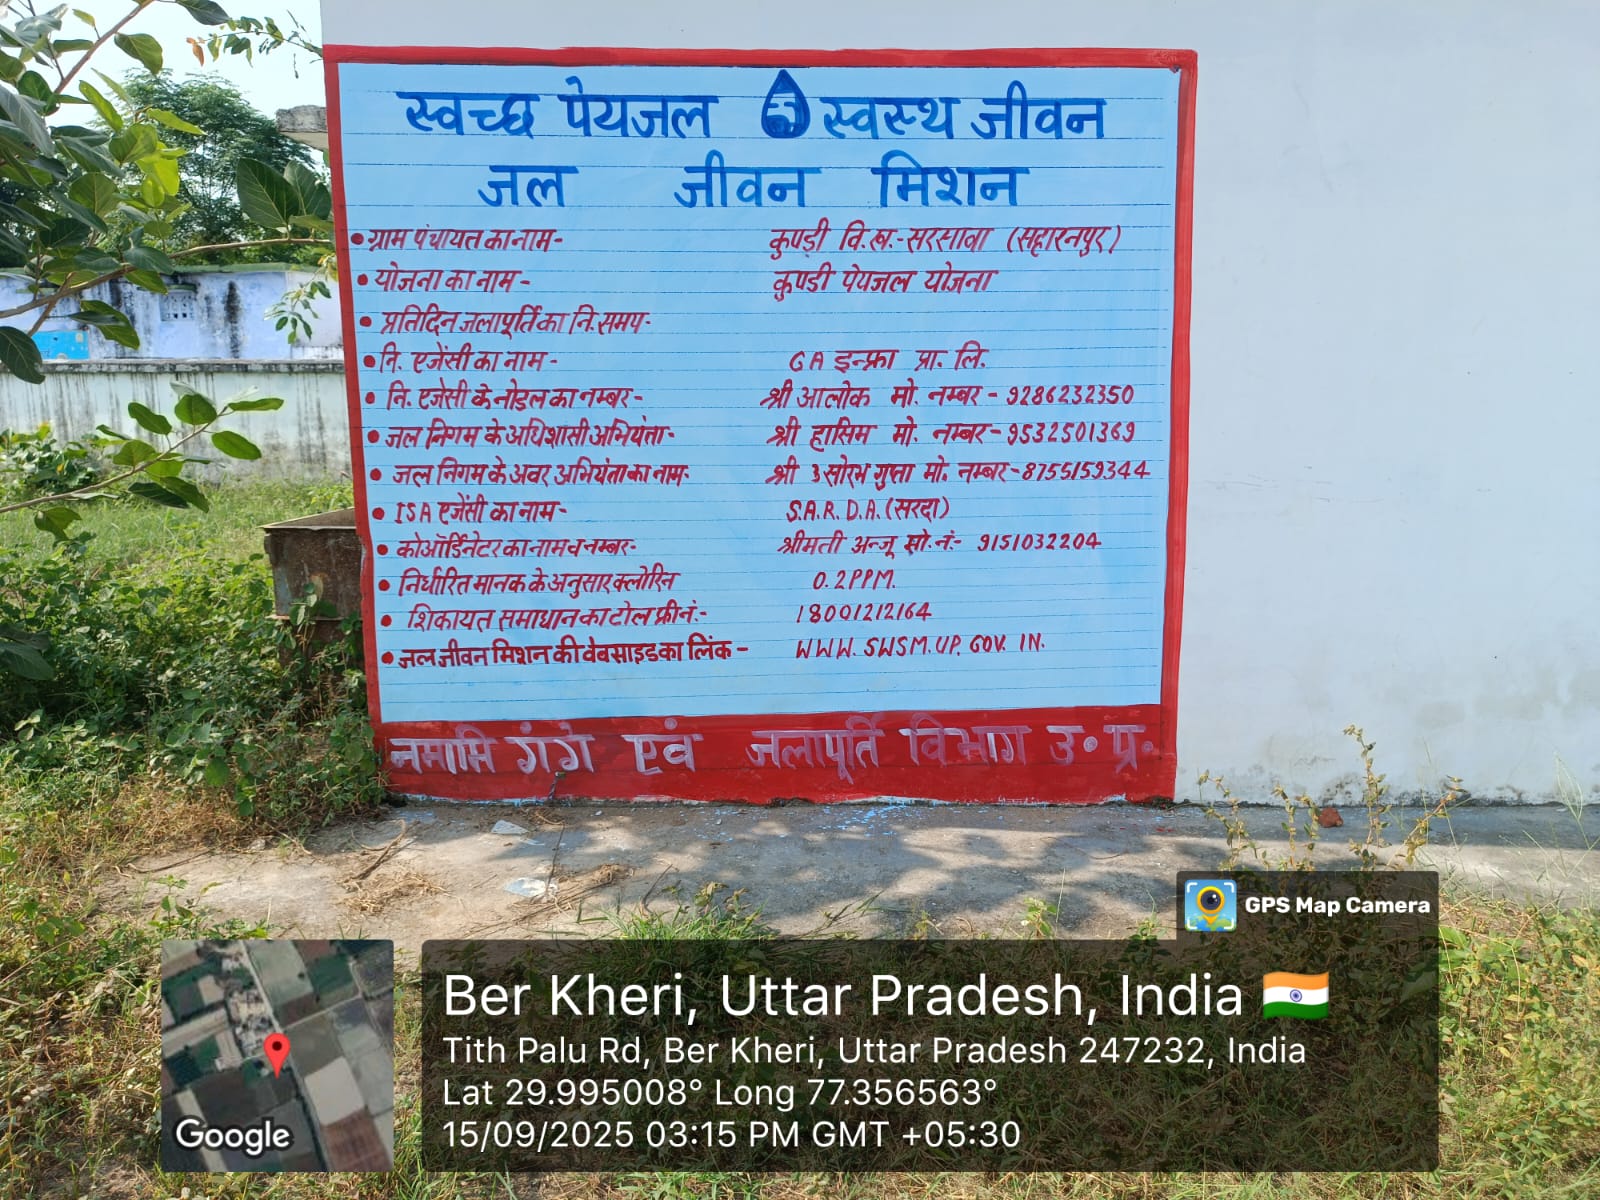 स्वच्छ पेयजल स्वस्थ जीवन
जल जीवन मिशन
• ग्राम पंचायत का नाम- कुण्डी वि.ख.-सरसावा (सहारनपुर)
• योजना का नाम- कुण्डी पेयजल योजना
• प्रतिदिन जलापूर्ति का नि.समप-
• नि. एजेंसी का नाम- GA इन्फ्रा प्रा. लि.
• नि. एजेंसी के नोडल का नम्बर- श्री आलोक मो. नम्बर - 9286232350
• जल निगम के अधिशासी अभियंता- श्री हासिम मो. नम्बर- 9532501369
• जल निगम के अवर अभियंता का नाम- श्री सोरभ गुप्ता मो. नम्बर-8755159344
• ISA एजेंसी का नाम- S.A.R.D.A.(सरदा)
• कोऑर्डिनेटर का नाम व नम्बर- श्रीमती अन्जू मो.नं:- 9151032204
• निर्धारित मानक के अनुसार क्लोरिन 0.2PPM.
• शिकायत समाधान का टोल फ्री नं:- 18001212164
• जल जीवन मिशन की वेबसाइड का लिंक- WWW.SWSM.UP.GOV.IN.
नमामि गंगे एवं जलापूर्ति विभाग उ॰ प्र॰
GPS Map Camera
Ber Kheri, Uttar Pradesh, India
Tith Palu Rd, Ber Kheri, Uttar Pradesh 247232, India
Lat 29.995008° Long 77.356563°
15/09/2025 03:15 PM GMT +05:30
Google